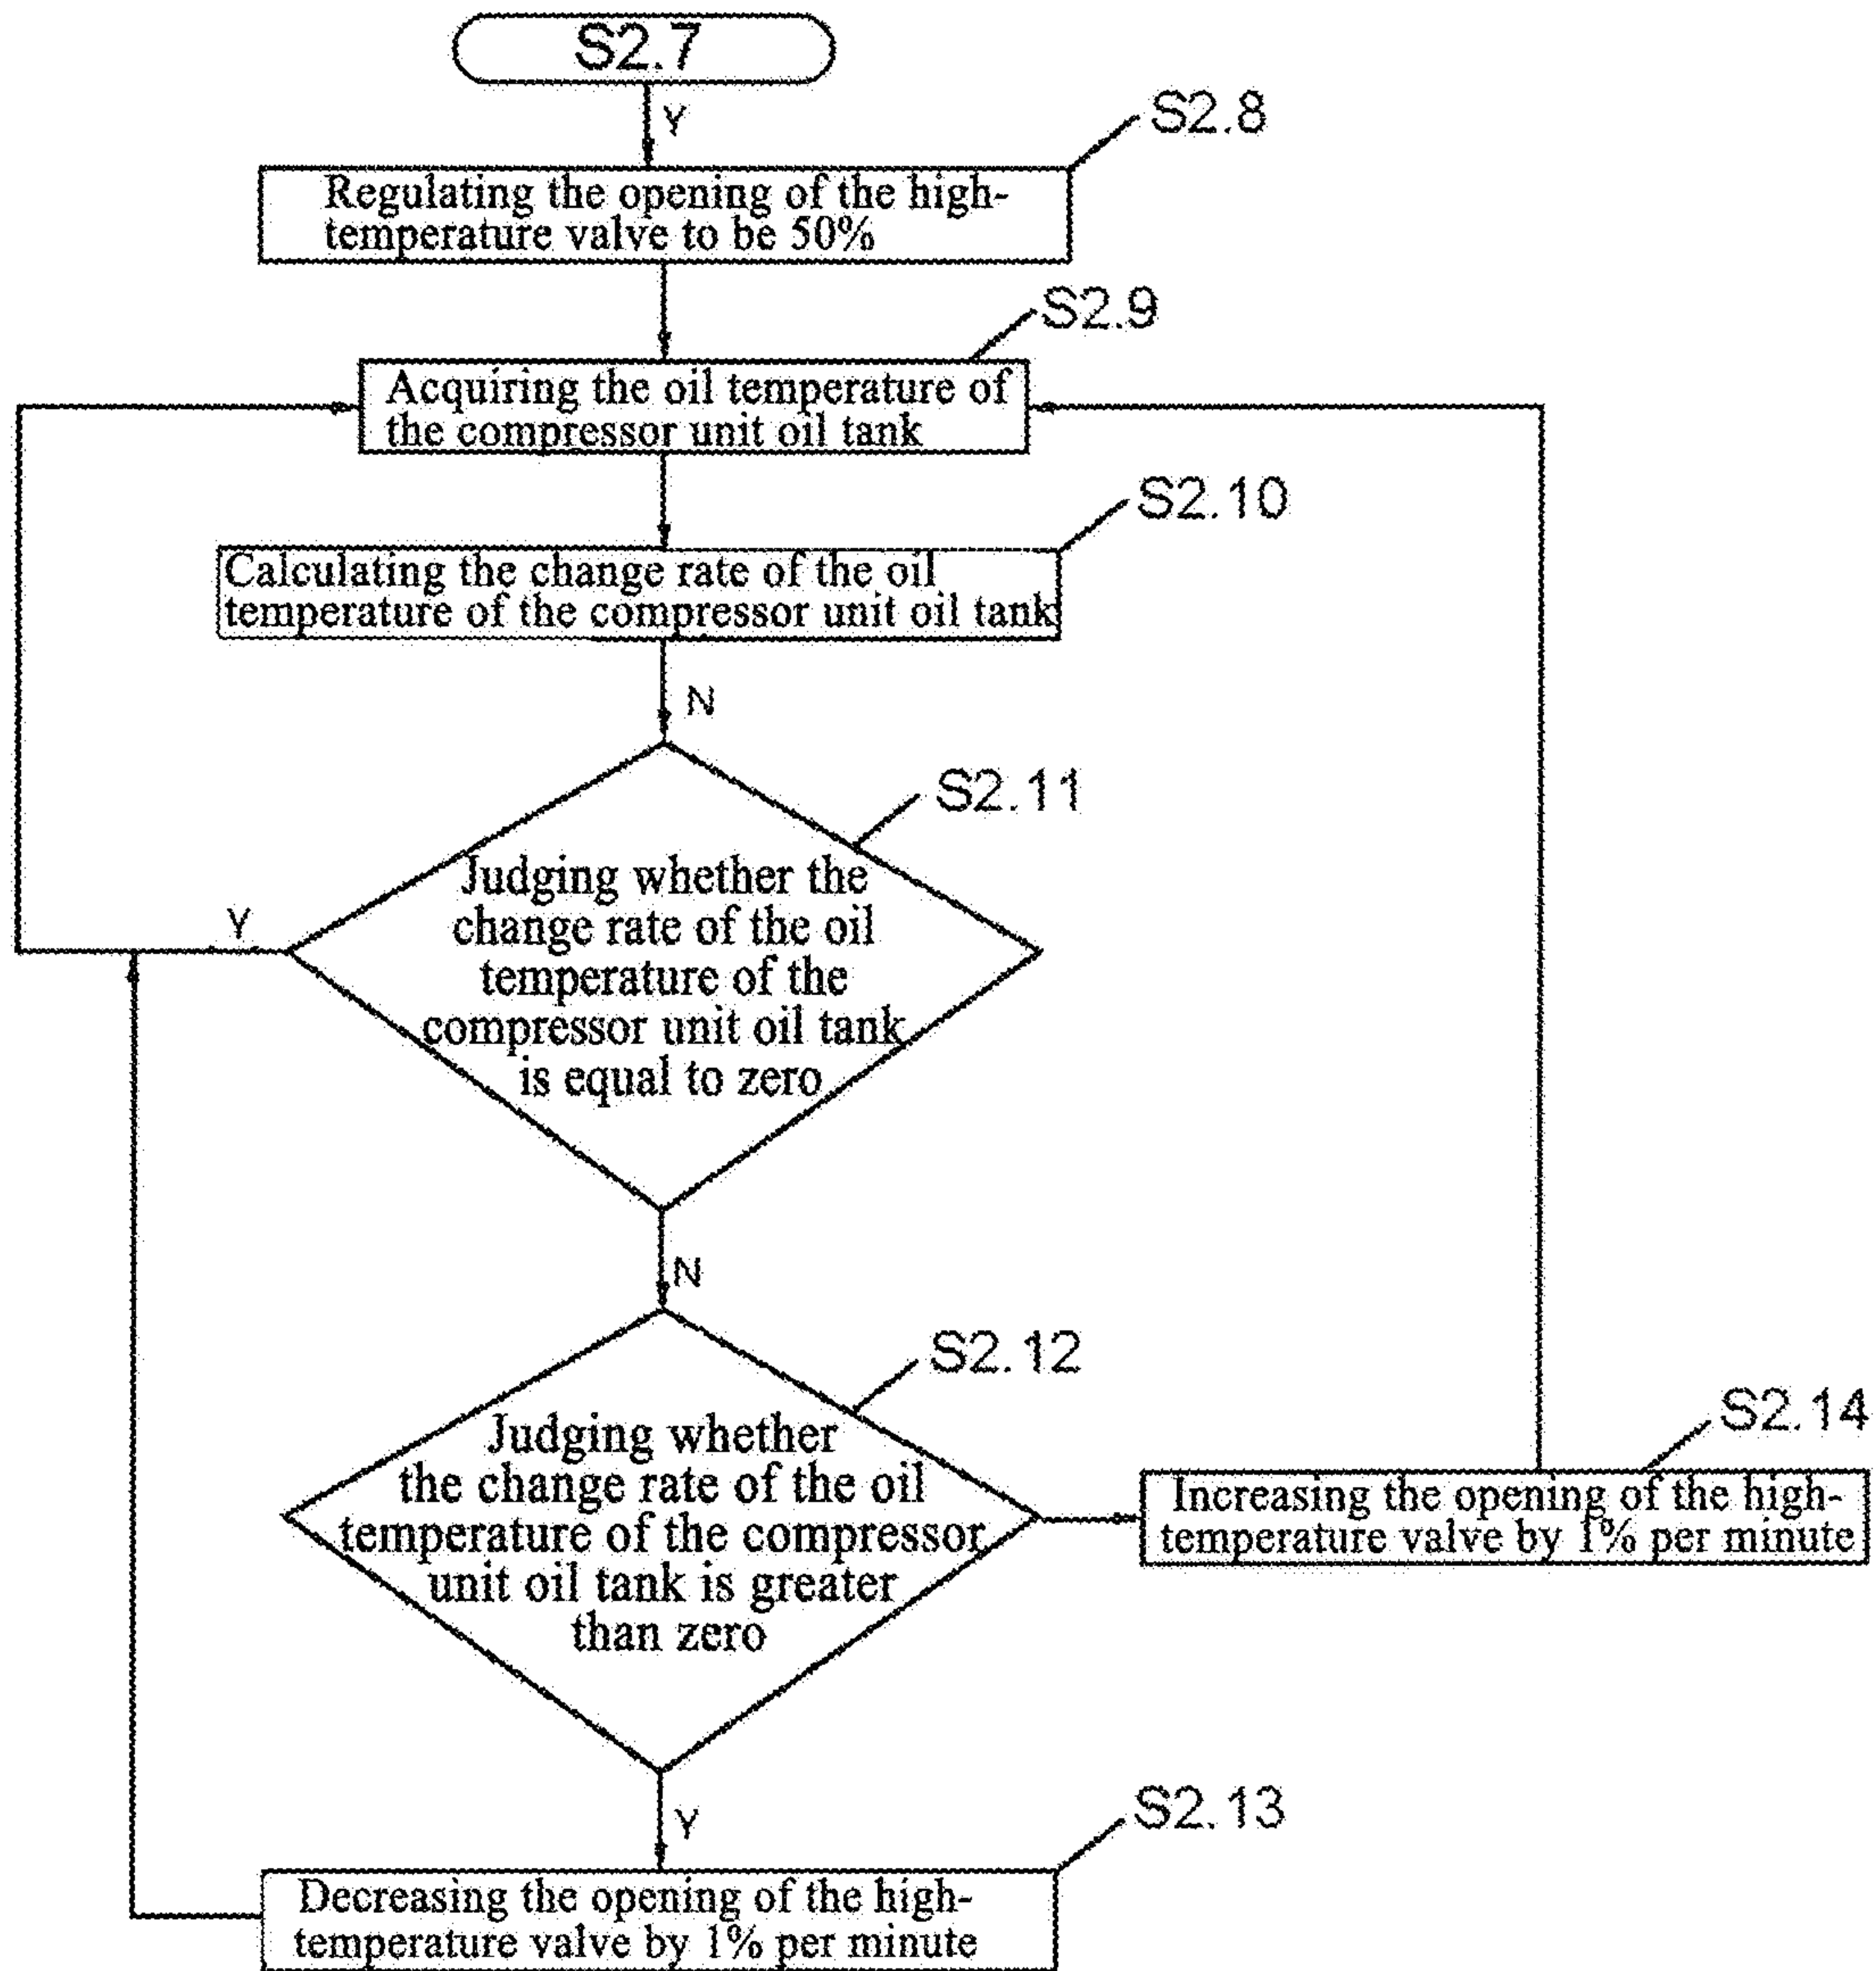 S2.7
Y
S2.8
Regulating the opening of the high-
temperature valve to be 50%
S2.9
Acquiring the oil temperature of
the compressor unit oil tank
S2.10
Calculating the change rate of the oil
temperature of the compressor unit oil tank
N
S2.11
Judging whether the
change rate of the oil
temperature of the
compressor unit oil tank
is equal to zero
Y
N
S2.12
Judging whether
the change rate of the oil
temperature of the compressor
unit oil tank is greater
than zero
S2.14
Increasing the opening of the high-
temperature valve by 1% per minute
Y
S2.13
Decreasing the opening of the high-
temperature valve by 1% per minute